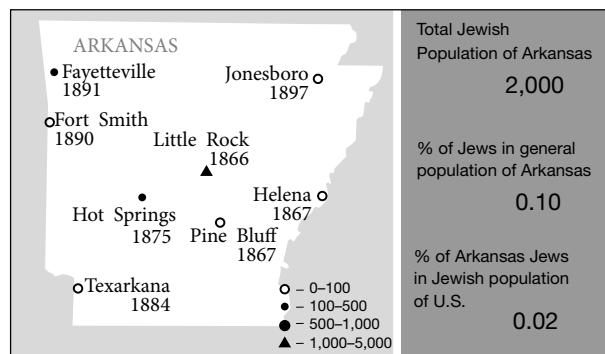 ARKANSAS
Fayetteville
1891
Jonesboro
1897
Fort Smith
1890
Little Rock
1866
Helena
1867
Hot Springs
1875
Pine Bluff
1867
Texarkana
1884
– 0–100
– 100–500
– 500–1,000
– 1,000–5,000
Total Jewish
Population of Arkansas
2,000
% of Jews in general
population of Arkansas
0.10
% of Arkansas Jews
in Jewish population
of U.S.
0.02